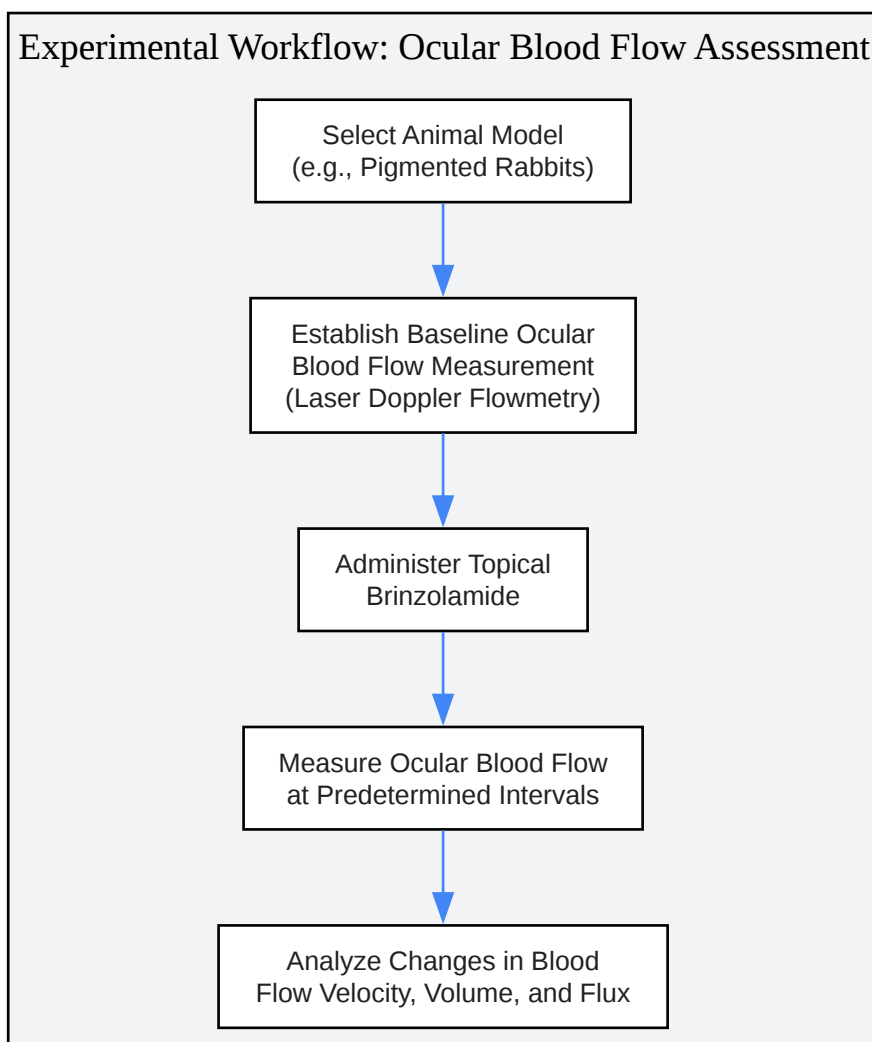 Experimental Workflow: Ocular Blood Flow Assessment
Select Animal Model
(e.g., Pigmented Rabbits)
Establish Baseline Ocular
Blood Flow Measurement
(Laser Doppler Flowmetry)
Administer Topical
Brinzolamide
Measure Ocular Blood Flow
at Predetermined Intervals
Analyze Changes in Blood
Flow Velocity, Volume, and Flux